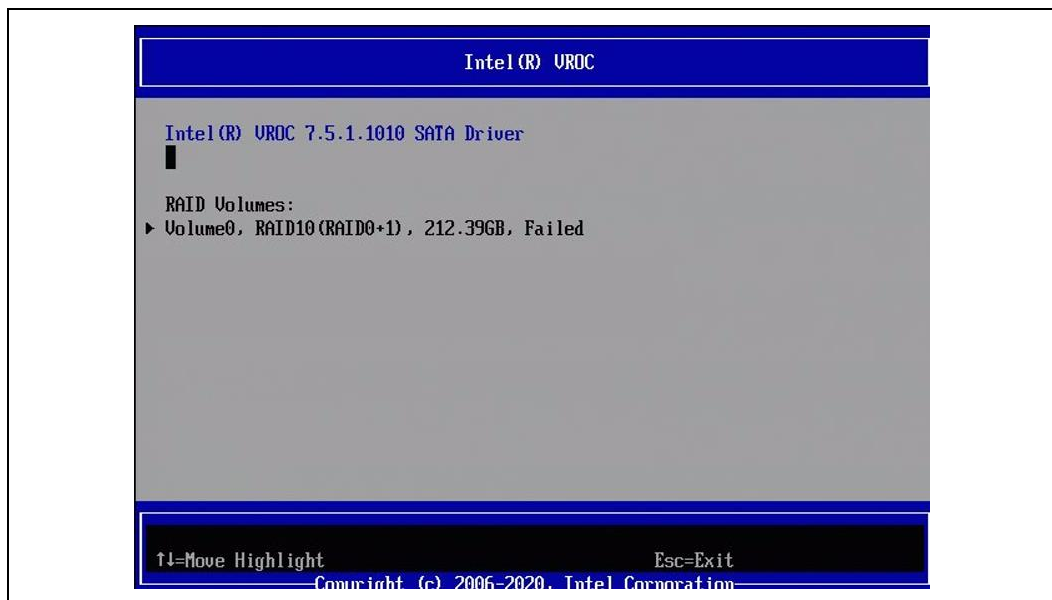 Intel(R) VROC
Intel(R) VROC 7.5.1.1010 SATA Driver
RAID Volumes:
Volume0, RAID10(RAID0+1), 212.39GB, Failed
↑↓=Move Highlight Esc=Exit
Copyright (c) 2006-2020, Intel Corporation